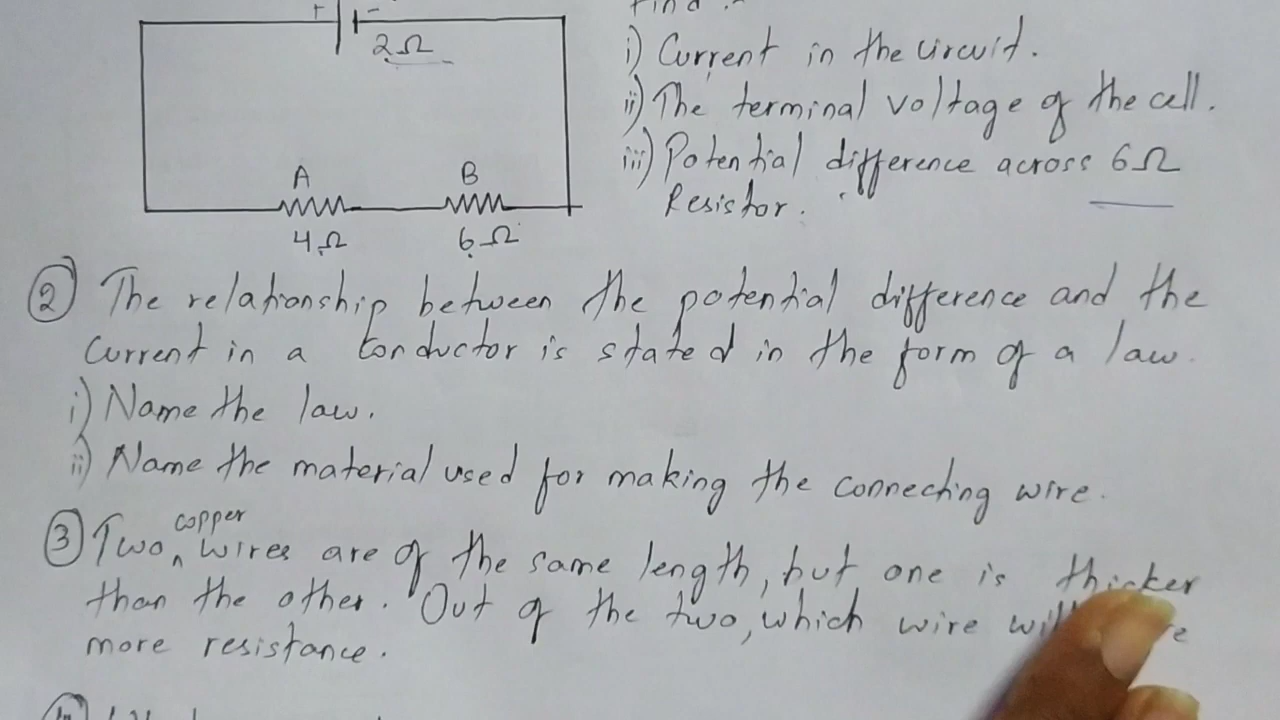 + -
2Ω
Find :-
i) Current in the circuit.
ii) The terminal voltage of the cell.
iii) Potential difference across 6Ω
Resistor.
A B
4Ω 6Ω
② The relationship between the potential difference and the
current in a conductor is stated in the form of a law.
i) Name the law.
ii) Name the material used for making the connecting wire.
copper
③ Two wires are of the same length, but one is thicker
than the other. Out of the two, which wire
more resistance.